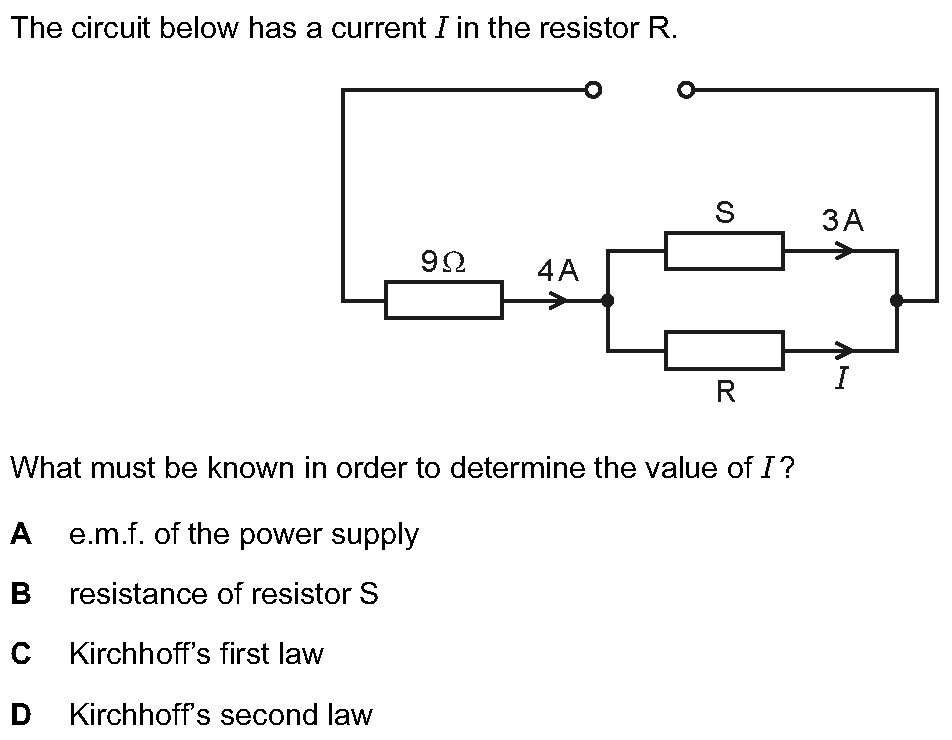 The circuit below has a current I in the resistor R.
S
3 A
9 Ω
4 A
R
I
What must be known in order to determine the value of I ?
A e.m.f. of the power supply
B resistance of resistor S
C Kirchhoff’s first law
D Kirchhoff’s second law